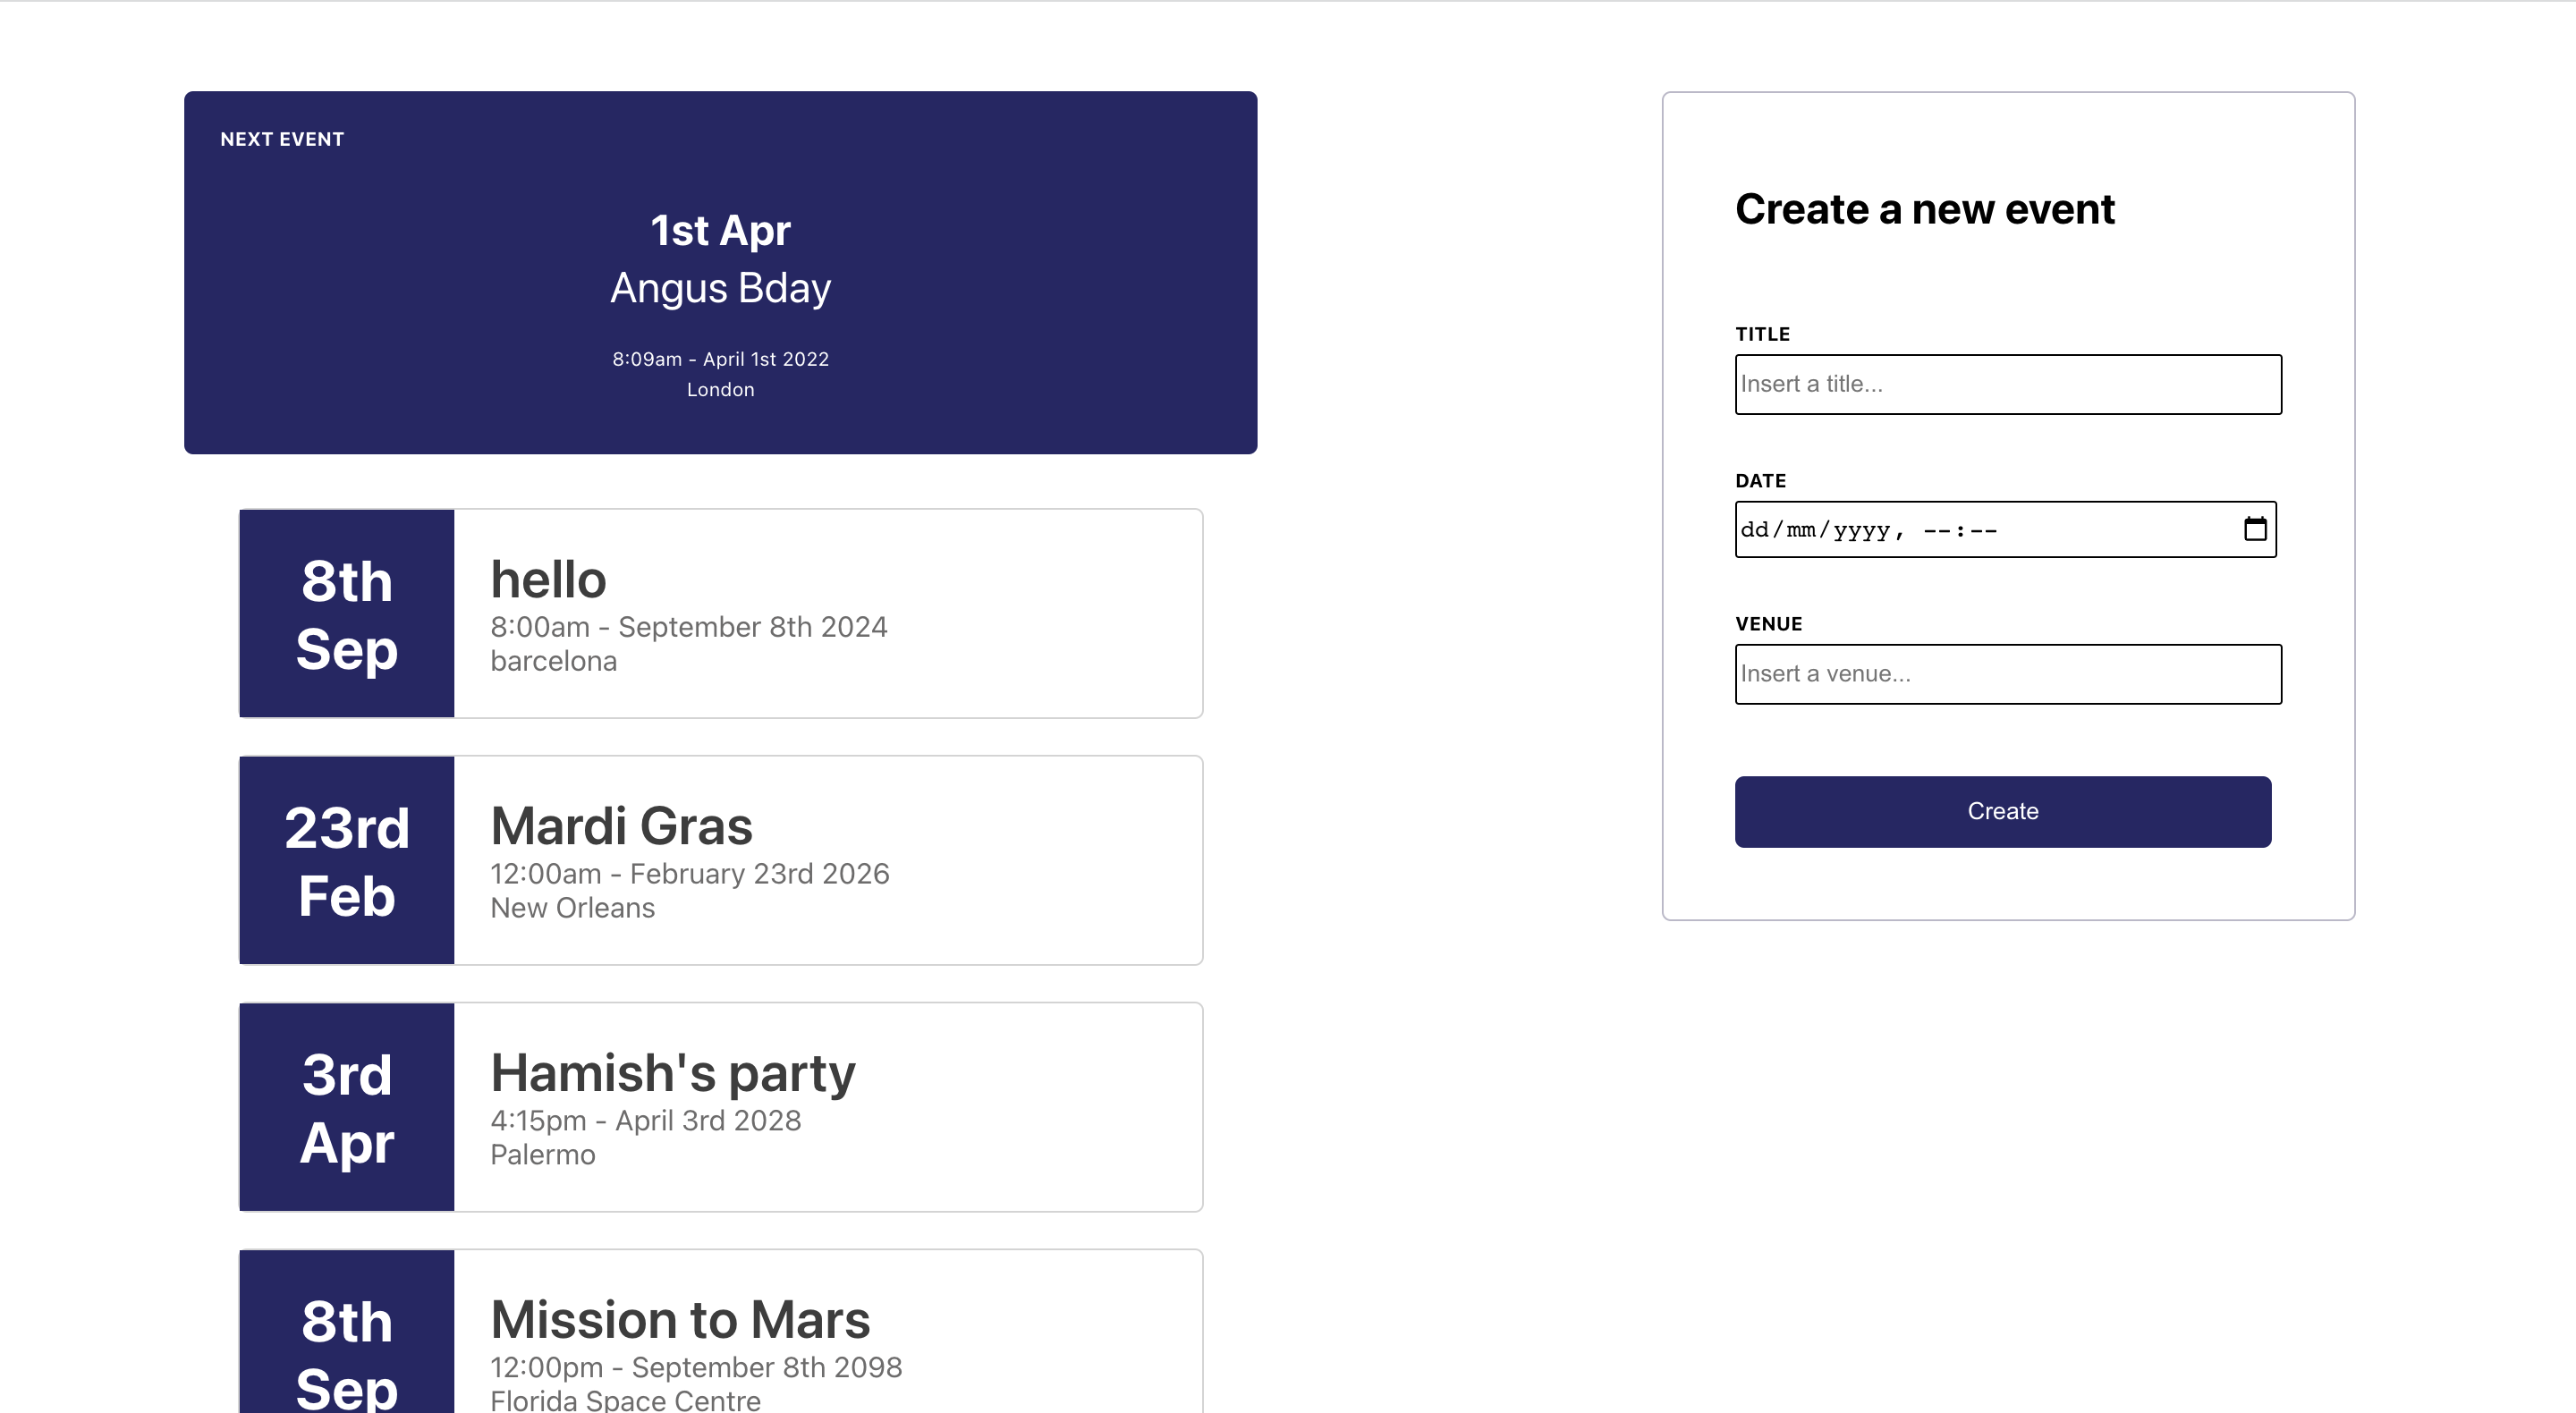 NEXT EVENT
1st Apr
Angus Bday
8:09am - April 1st 2022
London
8th
Sep
hello
8:00am - September 8th 2024
barcelona
23rd
Feb
Mardi Gras
12:00am - February 23rd 2026
New Orleans
3rd
Apr
Hamish's party
4:15pm - April 3rd 2028
Palermo
8th
Sep
Mission to Mars
12:00pm - September 8th 2098
Florida Space Centre
Create a new event
TITLE
Insert a title...
DATE
dd/mm/yyyy, --:--
VENUE
Insert a venue...
Create